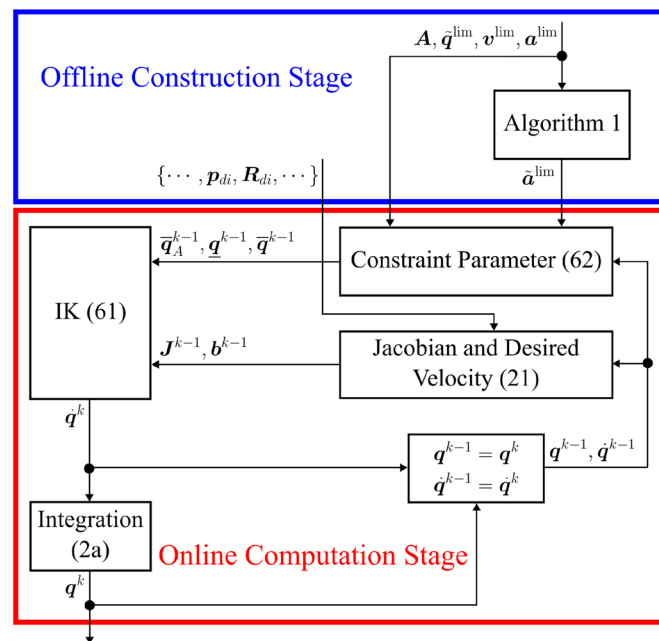 𝑨, q̃^lim, 𝒗^lim, 𝒂^lim
Offline Construction Stage
Algorithm 1
{⋯, 𝒑_di, 𝑹_di, ⋯}
ã^lim
q̅_A^{k-1}, q̲^{k-1}, q̅^{k-1}
Constraint Parameter (62)
IK (61)
J^{k-1}, b^{k-1}
Jacobian and Desired
Velocity (21)
q̇^k
q^{k-1} = q^k
q̇^{k-1} = q̇^k
q^{k-1}, q̇^{k-1}
Integration
(2a)
Online Computation Stage
q^k